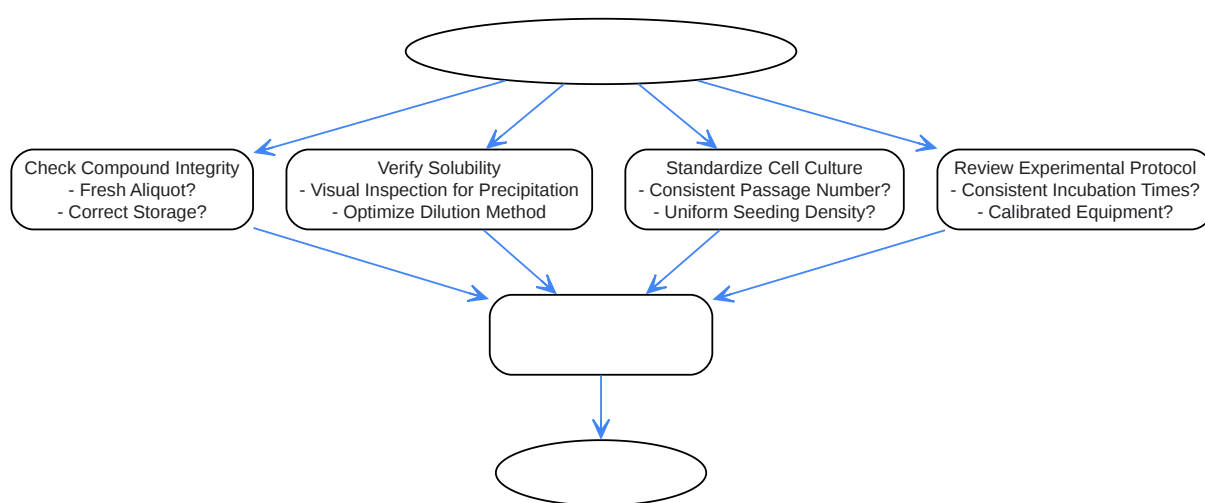 Check Compound Integrity
- Fresh Aliquot?
- Correct Storage?
Verify Solubility
- Visual Inspection for Precipitation
- Optimize Dilution Method
Standardize Cell Culture
- Consistent Passage Number?
- Uniform Seeding Density?
Review Experimental Protocol
- Consistent Incubation Times?
- Calibrated Equipment?